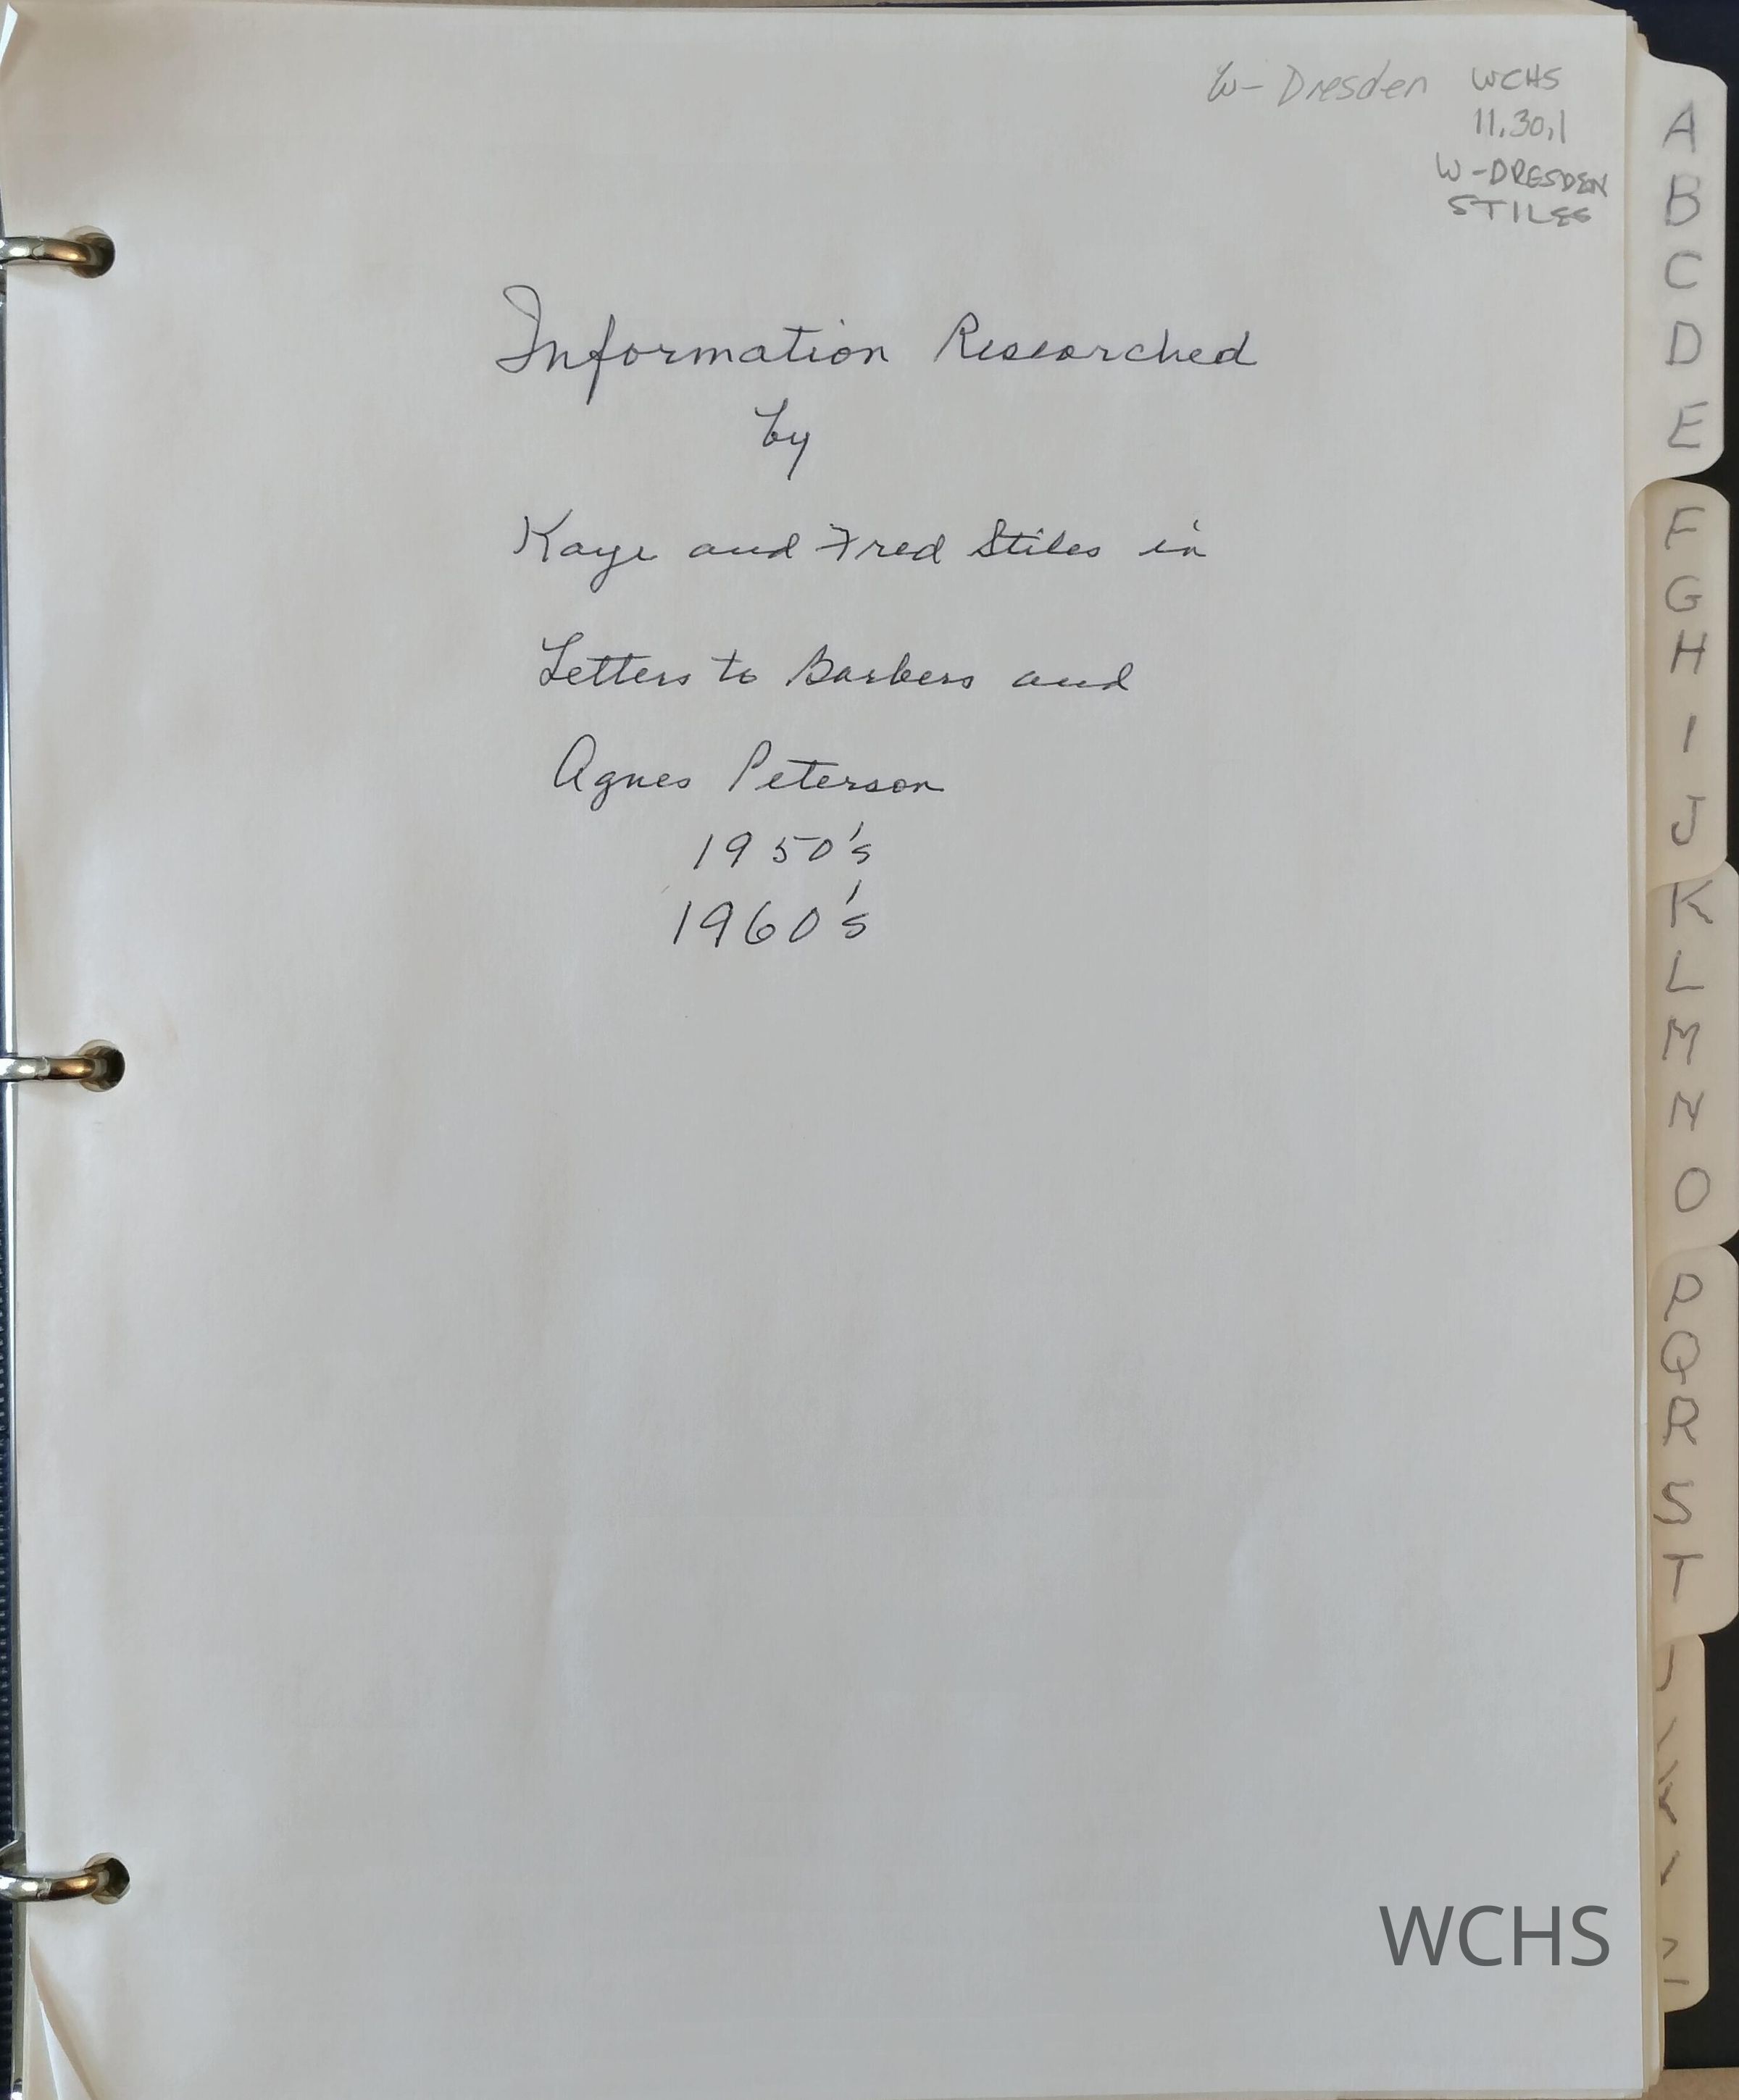 W-Dresden WCHS
11.30.1
W-DRESDEN
STILES
Information Researched
by
Kaye and Fred Stiles in
Letters to Barbers and
Agnes Peterson
1950's
1960's
A
B
C
D
E
F
G
H
I
J
K
L
M
N
O
P
Q
R
S
T
WCHS